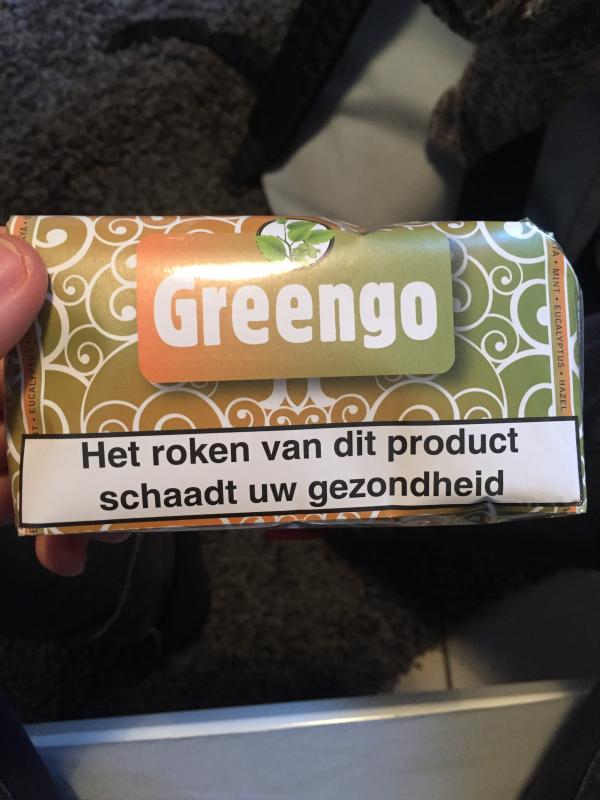 Greengo
MINT • EUCALYPTUS • HAZEL
Het roken van dit product
schaadt uw gezondheid